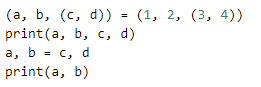 (a, b, (c, d)) = (1, 2, (3, 4))
print(a, b, c, d)
a, b = c, d
print(a, b)